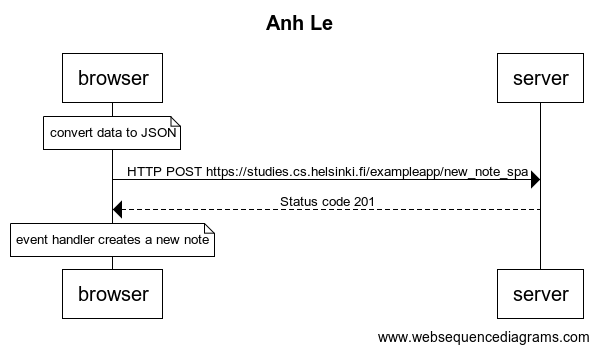 Anh Le
browser
server
convert data to JSON
HTTP POST https://studies.cs.helsinki.fi/exampleapp/new_note_spa
Status code 201
event handler creates a new note
browser
server
www.websequencediagrams.com